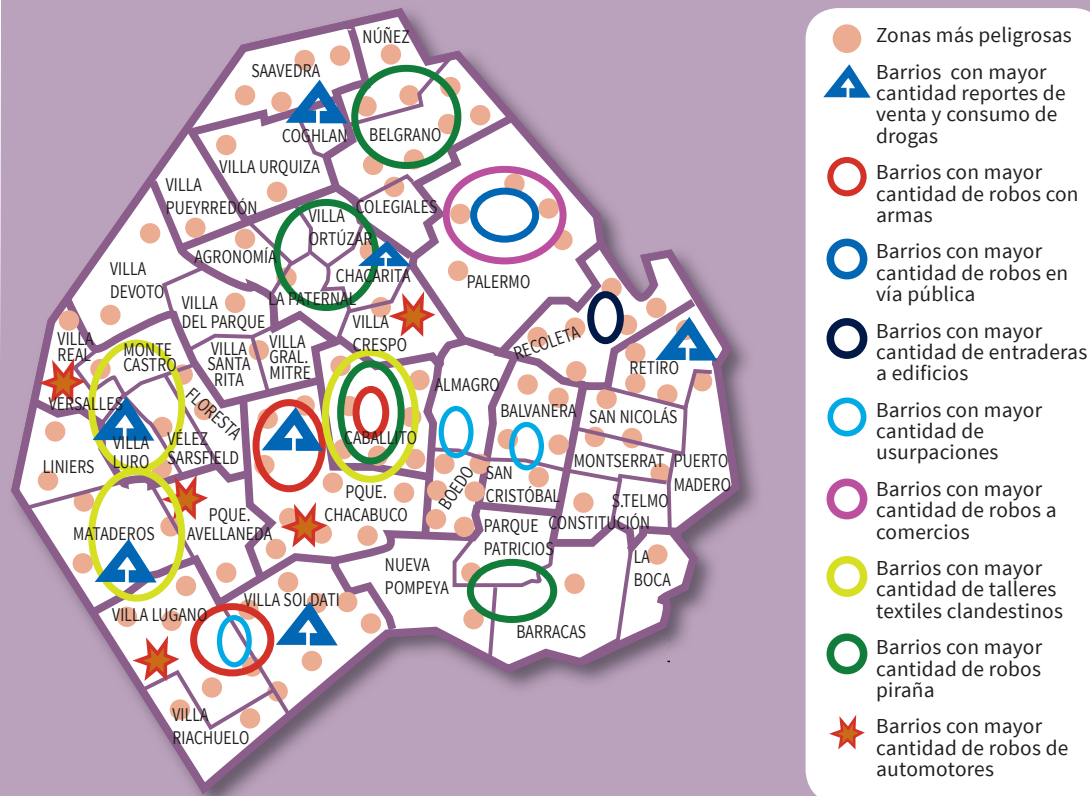 NÚÑEZ
SAAVEDRA
COGHLAN
BELGRANO
VILLA URQUIZA
VILLA
PUEYRREDÓN
COLEGIALES
VILLA
ORTÚZAR
AGRONOMÍA
CHACARITA
VILLA
DEVOTO
LA PATERNAL
PALERMO
VILLA
DEL PARQUE
VILLA
CRESPO
VILLA
REAL
MONTE
CASTRO
VILLA
SANTA
RITA
VILLA
GRAL.
MITRE
RECOLETA
RETIRO
ALMAGRO
VERSALLES
FLORESTA
BALVANERA
SAN NICOLÁS
CABALLITO
VILLA
LURO
VÉLEZ
SARSFIELD
LINIERS
MONTSERRAT
PUERTO
MADERO
BOEDO
SAN
CRISTÓBAL
PQUE.
CHACABUCO
S.TELMO
CONSTITUCIÓN
MATADEROS
PQUE.
AVELLANEDA
PARQUE
PATRICIOS
NUEVA
POMPEYA
LA
BOCA
VILLA LUGANO
VILLA SOLDATI
BARRACAS
VILLA
RIACHUELO
Zonas más peligrosas
Barrios con mayor
cantidad reportes de
venta y consumo de
drogas
Barrios con mayor
cantidad de robos con
armas
Barrios con mayor
cantidad de robos en
vía pública
Barrios con mayor
cantidad de entraderas
a edificios
Barrios con mayor
cantidad de
usurpaciones
Barrios con mayor
cantidad de robos a
comercios
Barrios con mayor
cantidad de talleres
textiles clandestinos
Barrios con mayor
cantidad de robos
piraña
Barrios con mayor
cantidad de robos de
automotores